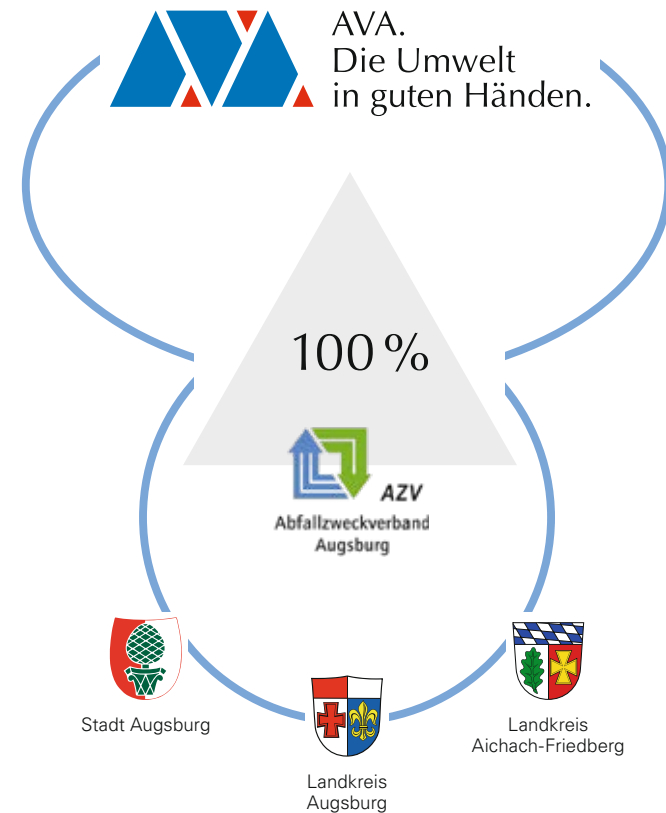 AVA.
Die Umwelt
in guten Händen.
100 %
AZV
Abfallzweckverband
Augsburg
Stadt Augsburg
Landkreis
Augsburg
Landkreis
Aichach-Friedberg